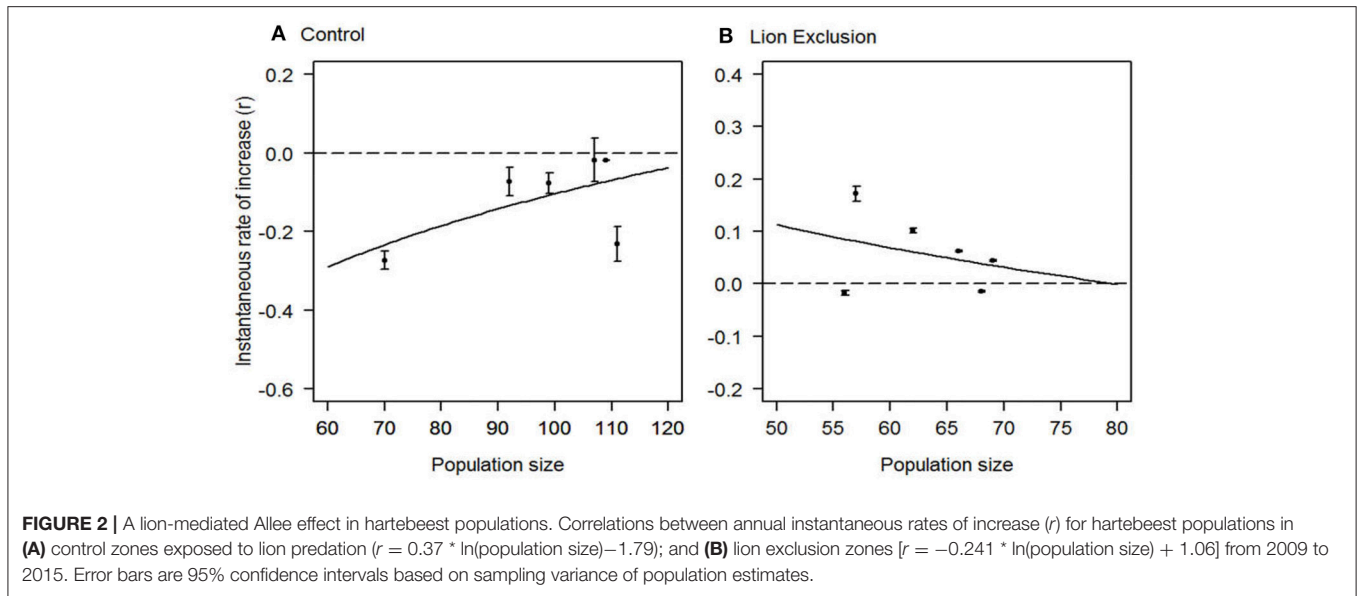 A Control
B Lion Exclusion
Instantaneous rate of increase (r)
0.2
0.0
-0.2
-0.4
-0.6
60 70 80 90 100 110 120
Population size
0.4
0.3
0.2
0.1
0.0
-0.1
-0.2
50 55 60 65 70 75 80
Population size
FIGURE 2 | A lion-mediated Allee effect in hartebeest populations. Correlations between annual instantaneous rates of increase (r) for hartebeest populations in
(A) control zones exposed to lion predation (r = 0.37 * ln(population size)−1.79); and (B) lion exclusion zones [r = −0.241 * ln(population size) + 1.06] from 2009 to
2015. Error bars are 95% confidence intervals based on sampling variance of population estimates.